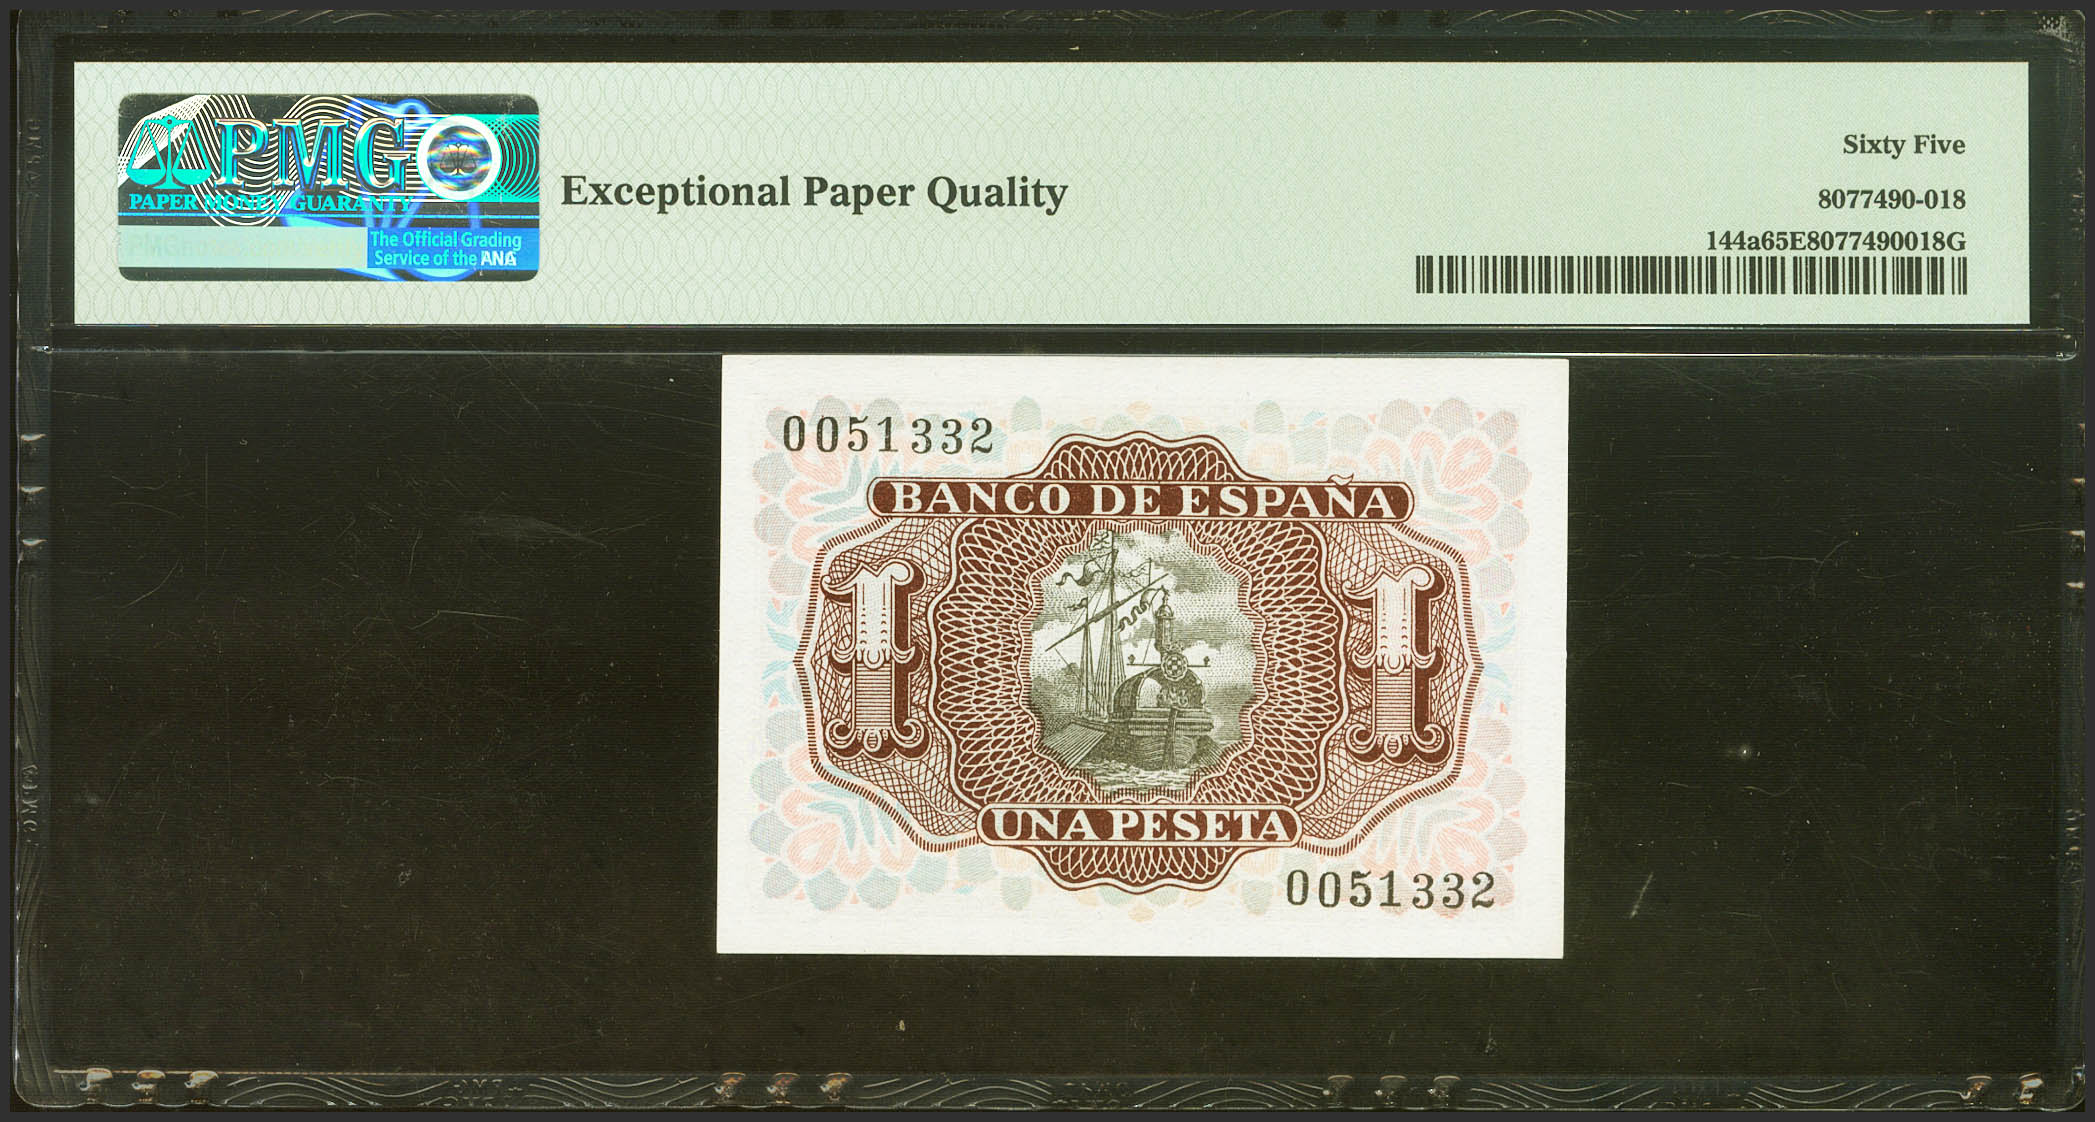 PMG
PAPER MONEY GUARANTY
The Official Grading
Service of the ANA
Exceptional Paper Quality
Sixty Five
8077490-018
144a65E8077490018G
0051332
BANCO DE ESPAÑA
1 1
UNA PESETA
0051332